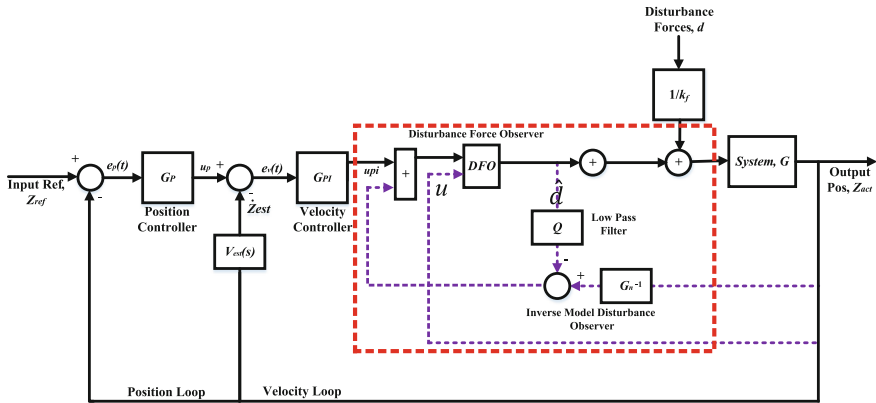 Disturbance
Forces, d
1/kf
Disturbance Force Observer
+
ep(t)
GP
up
+
ev(t)
GPI
upi
+
DFO
+
+
System, G
Input Ref,
Zref
-
Position
Controller
-
Żest
Velocity
Controller
u
d̂
Output
Pos, Zact
Vest(s)
Q
Low Pass
Filter
-
+
Gn-1
Inverse Model Disturbance
Observer
Position Loop
Velocity Loop